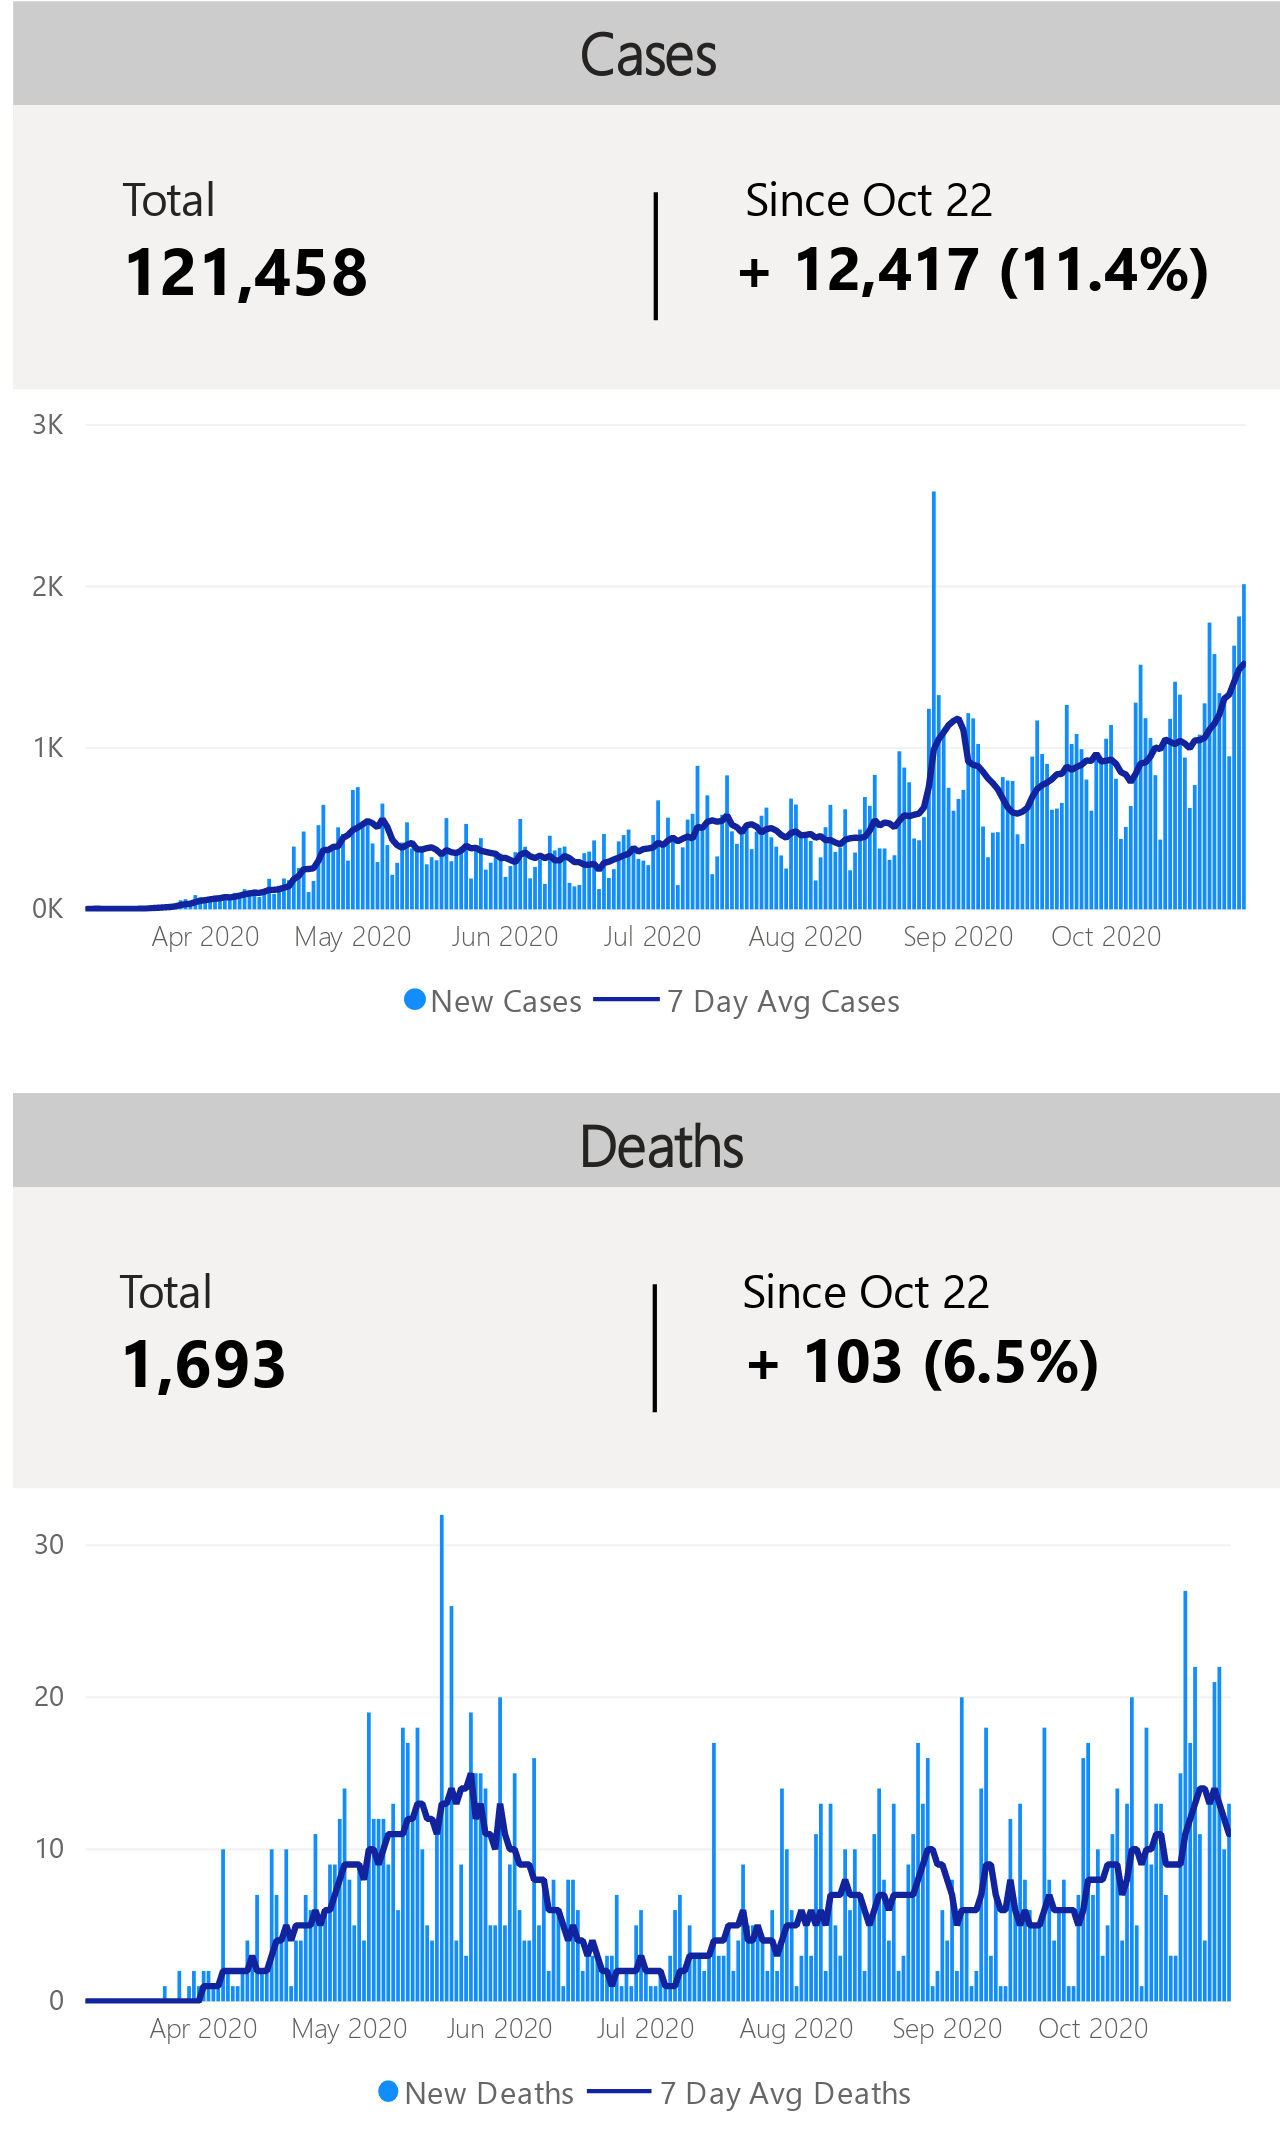 Cases
Total
Since Oct 22
121,458
+ 12,417 (11.4%)
3K
2K
1K
0K
Apr 2020 May 2020 Jun 2020 Jul 2020 Aug 2020 Sep 2020 Oct 2020
New Cases 7 Day Avg Cases
Deaths
Total
Since Oct 22
1,693
+ 103 (6.5%)
30
20
10
0
Apr 2020 May 2020 Jun 2020 Jul 2020 Aug 2020 Sep 2020 Oct 2020
New Deaths 7 Day Avg Deaths